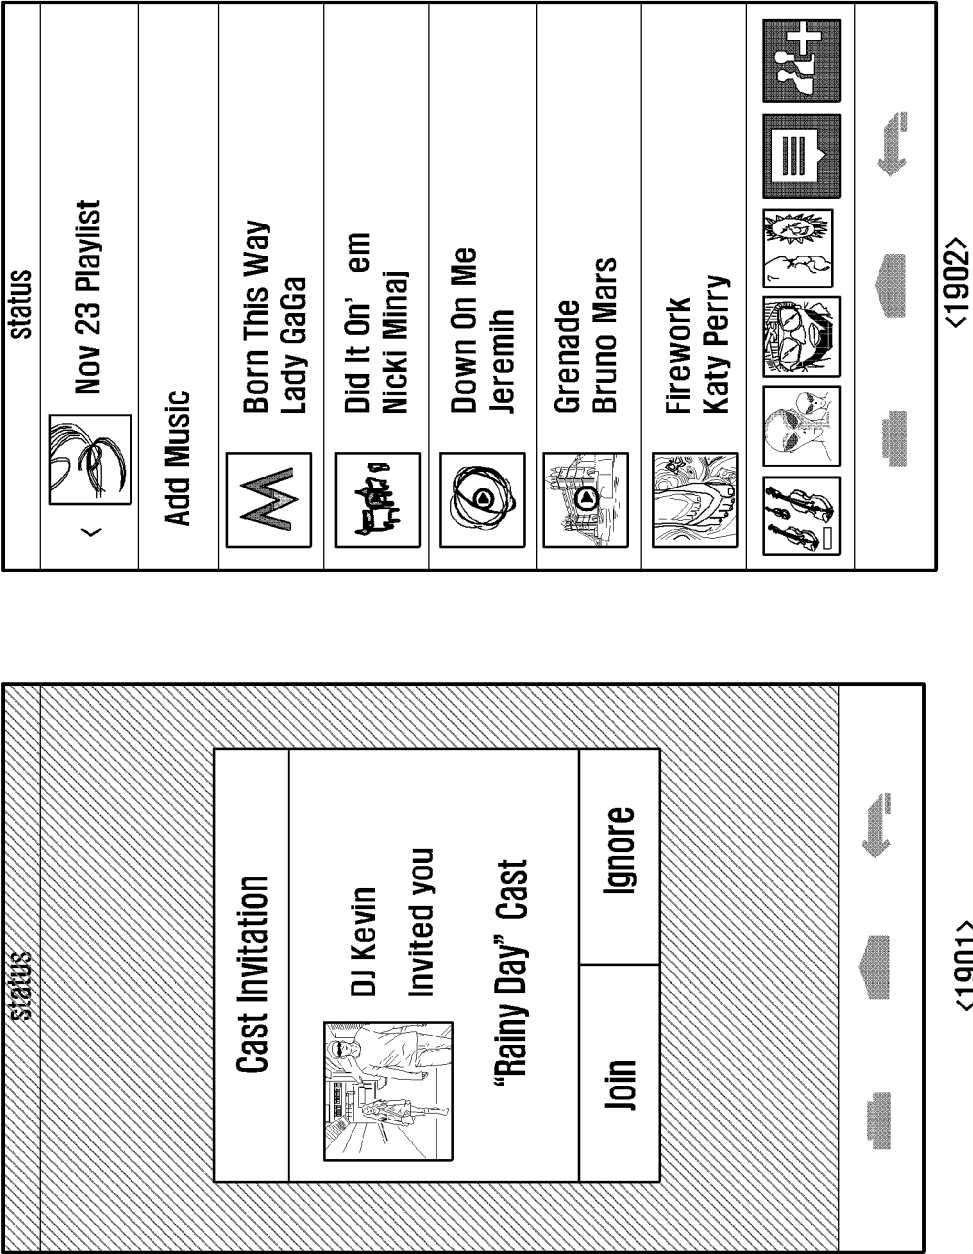 status
Cast Invitation
DJ Kevin
Invited you
“Rainy Day” Cast
Join
Ignore
<1901>
status
< Nov 23 Playlist
Add Music
Born This Way
Lady GaGa
Did It On' em
Nicki Minaj
Down On Me
Jeremih
Grenade
Bruno Mars
Firework
Katy Perry
<1902>